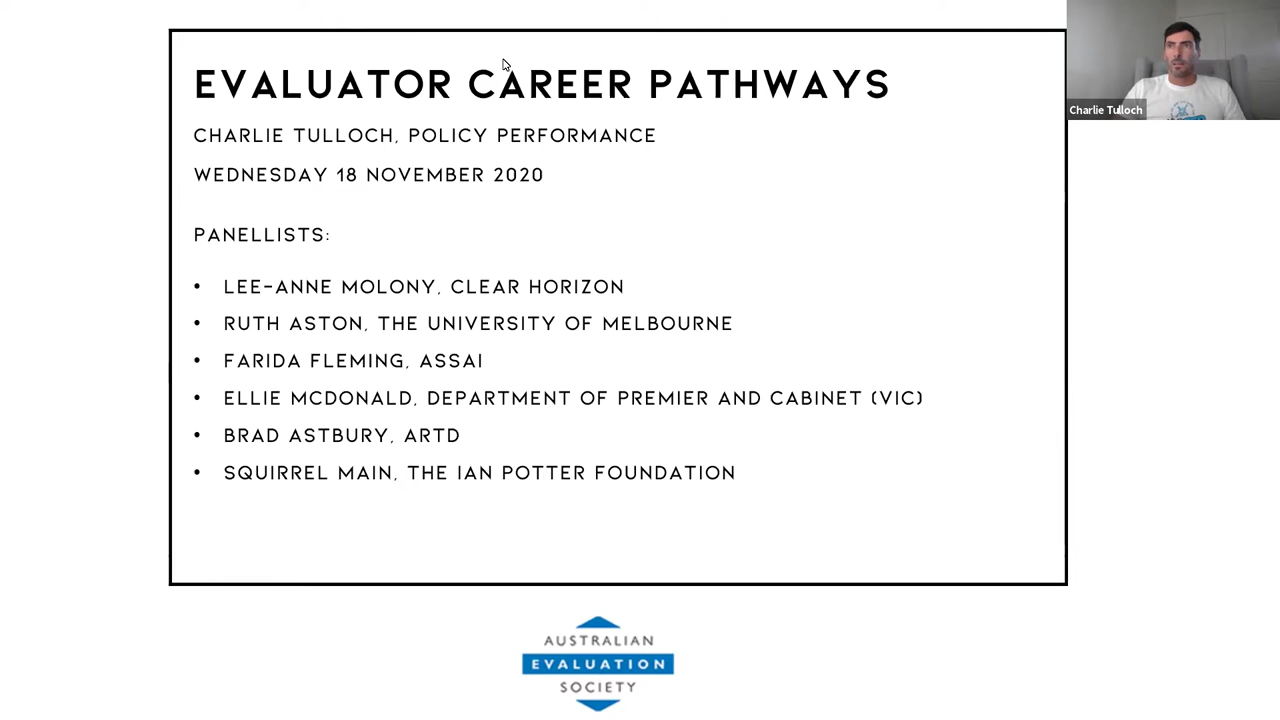 EVALUATOR CAREER PATHWAYS
CHARLIE TULLOCH, POLICY PERFORMANCE
WEDNESDAY 18 NOVEMBER 2020
PANELLISTS:
• LEE-ANNE MOLONY, CLEAR HORIZON
• RUTH ASTON, THE UNIVERSITY OF MELBOURNE
• FARIDA FLEMING, ASSAI
• ELLIE MCDONALD, DEPARTMENT OF PREMIER AND CABINET (VIC)
• BRAD ASTBURY, ARTD
• SQUIRREL MAIN, THE IAN POTTER FOUNDATION
Charlie Tulloch
AUSTRALIAN
EVALUATION
SOCIETY